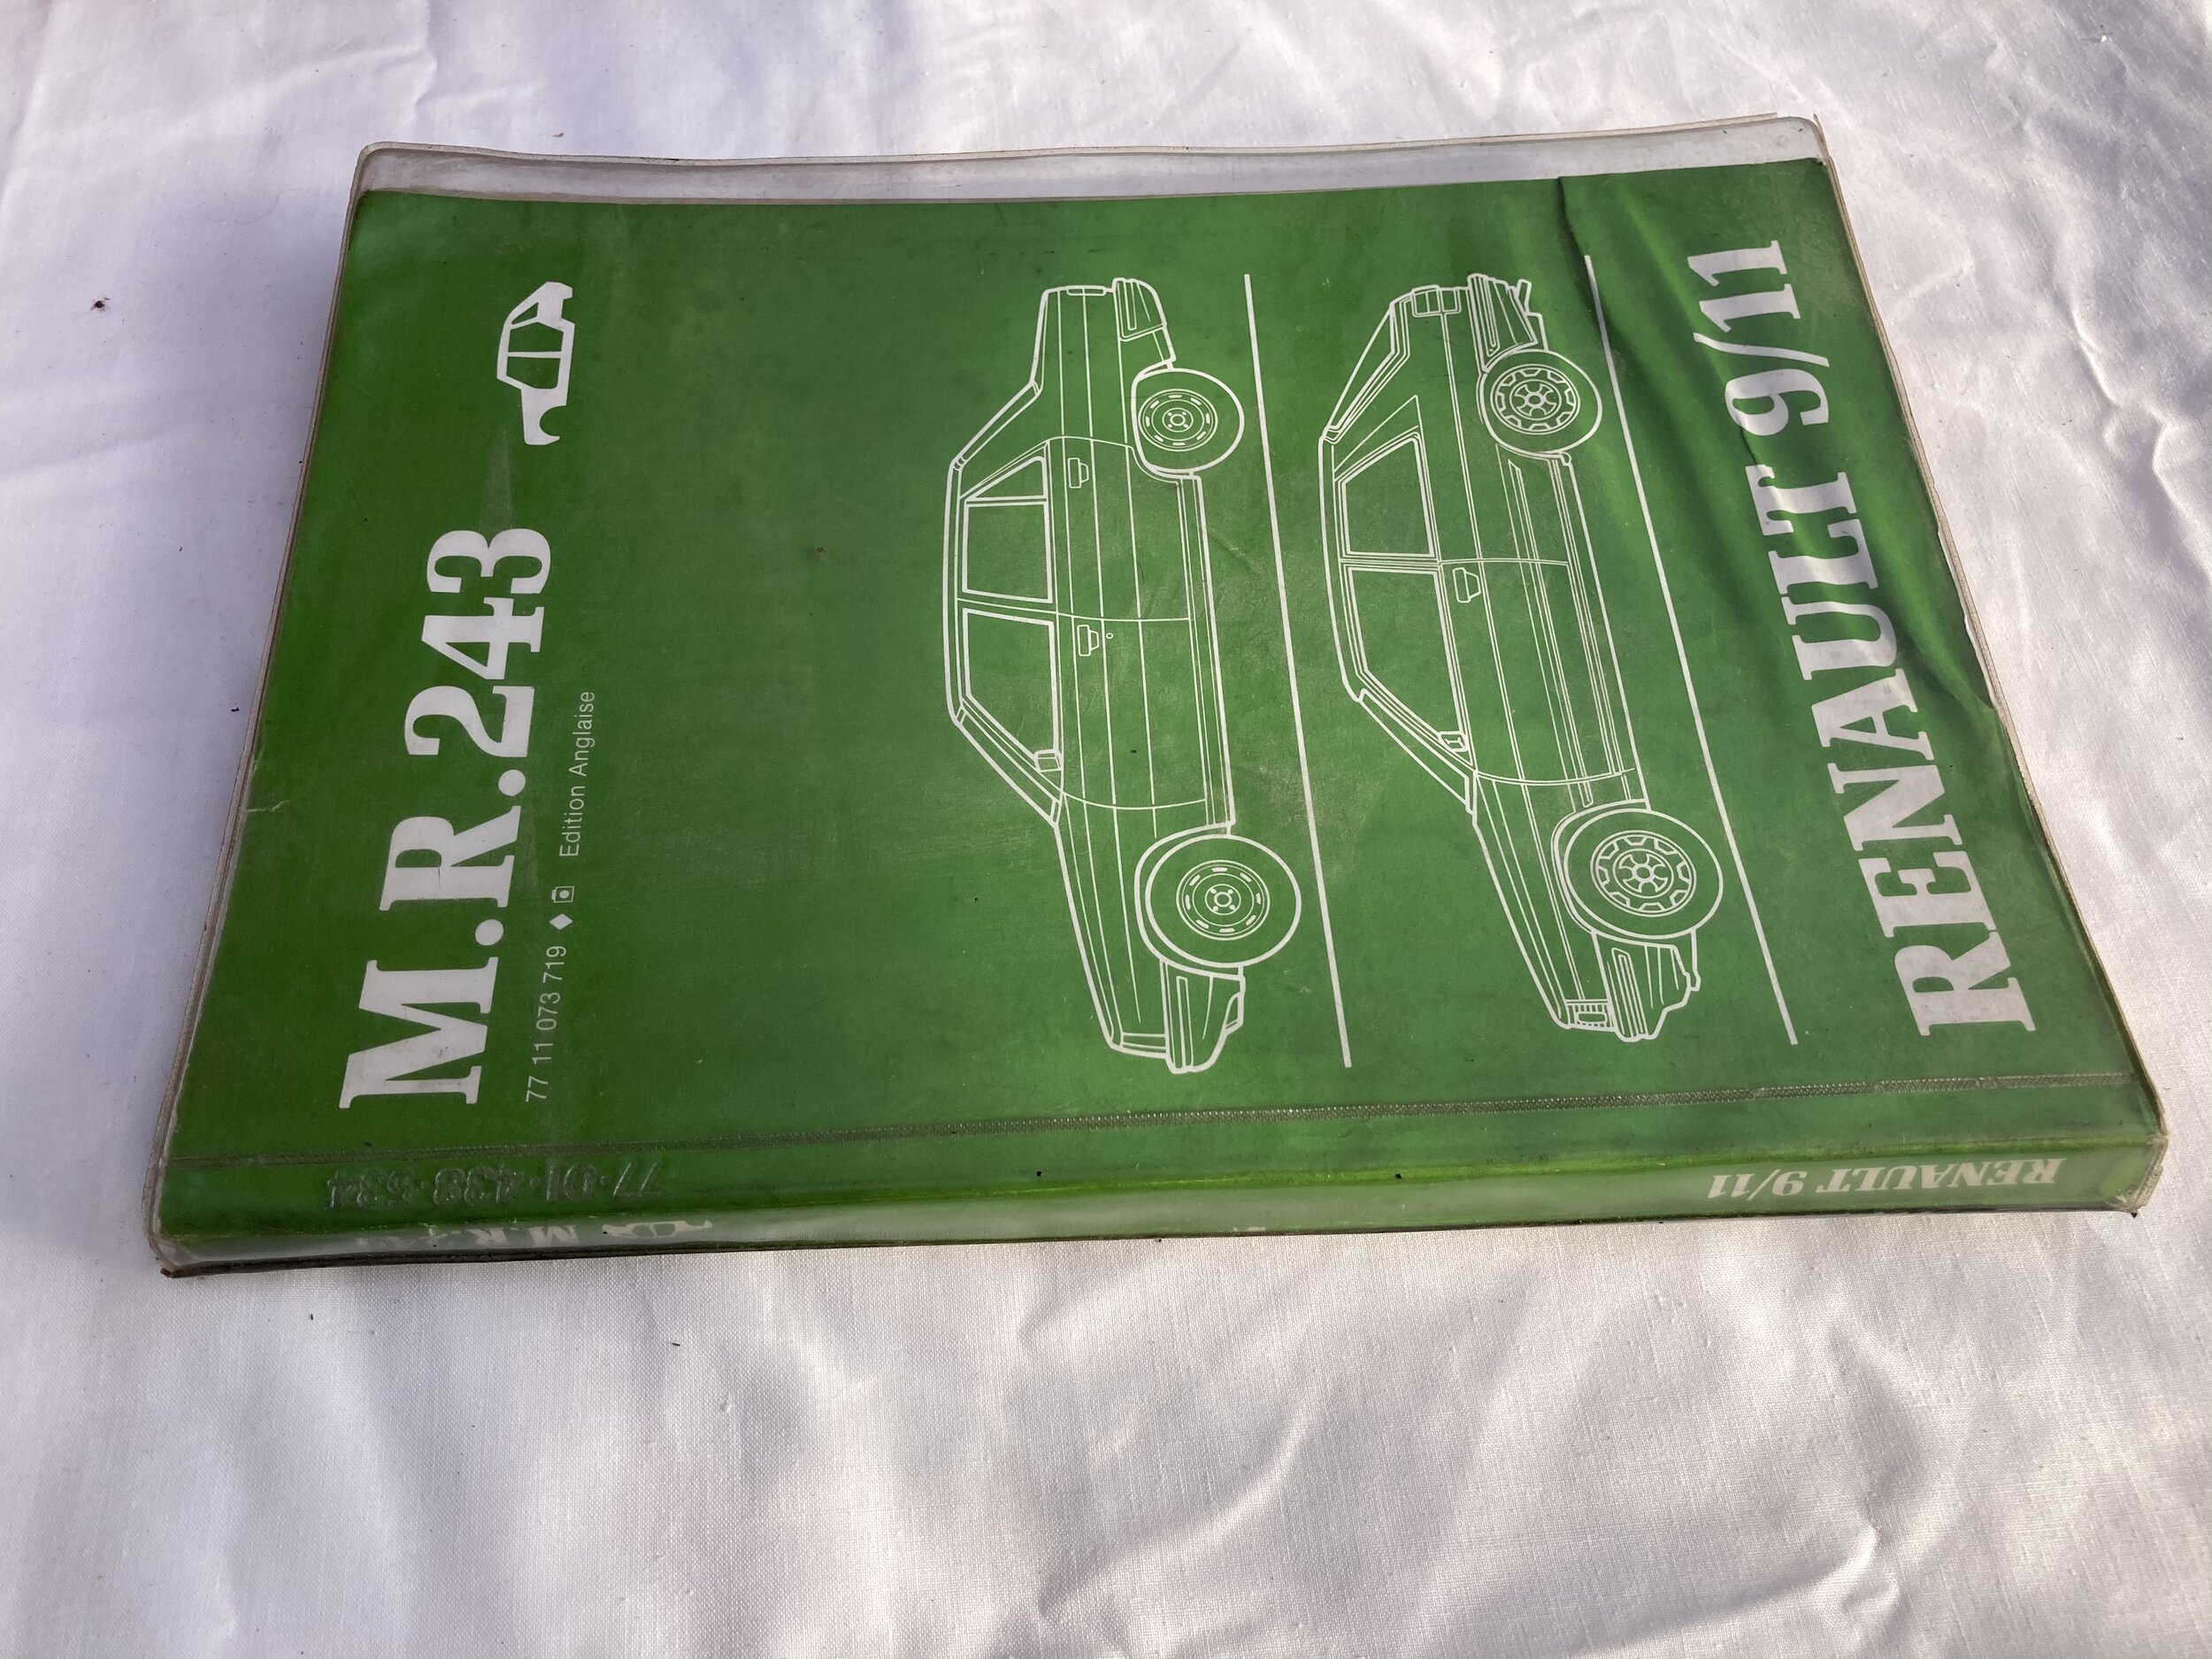 M.R.243
77 11 073 719 ◆ Edition Anglaise
RENAULT 9/11
RENAULT 9/11
M.R.
77·01·438·534